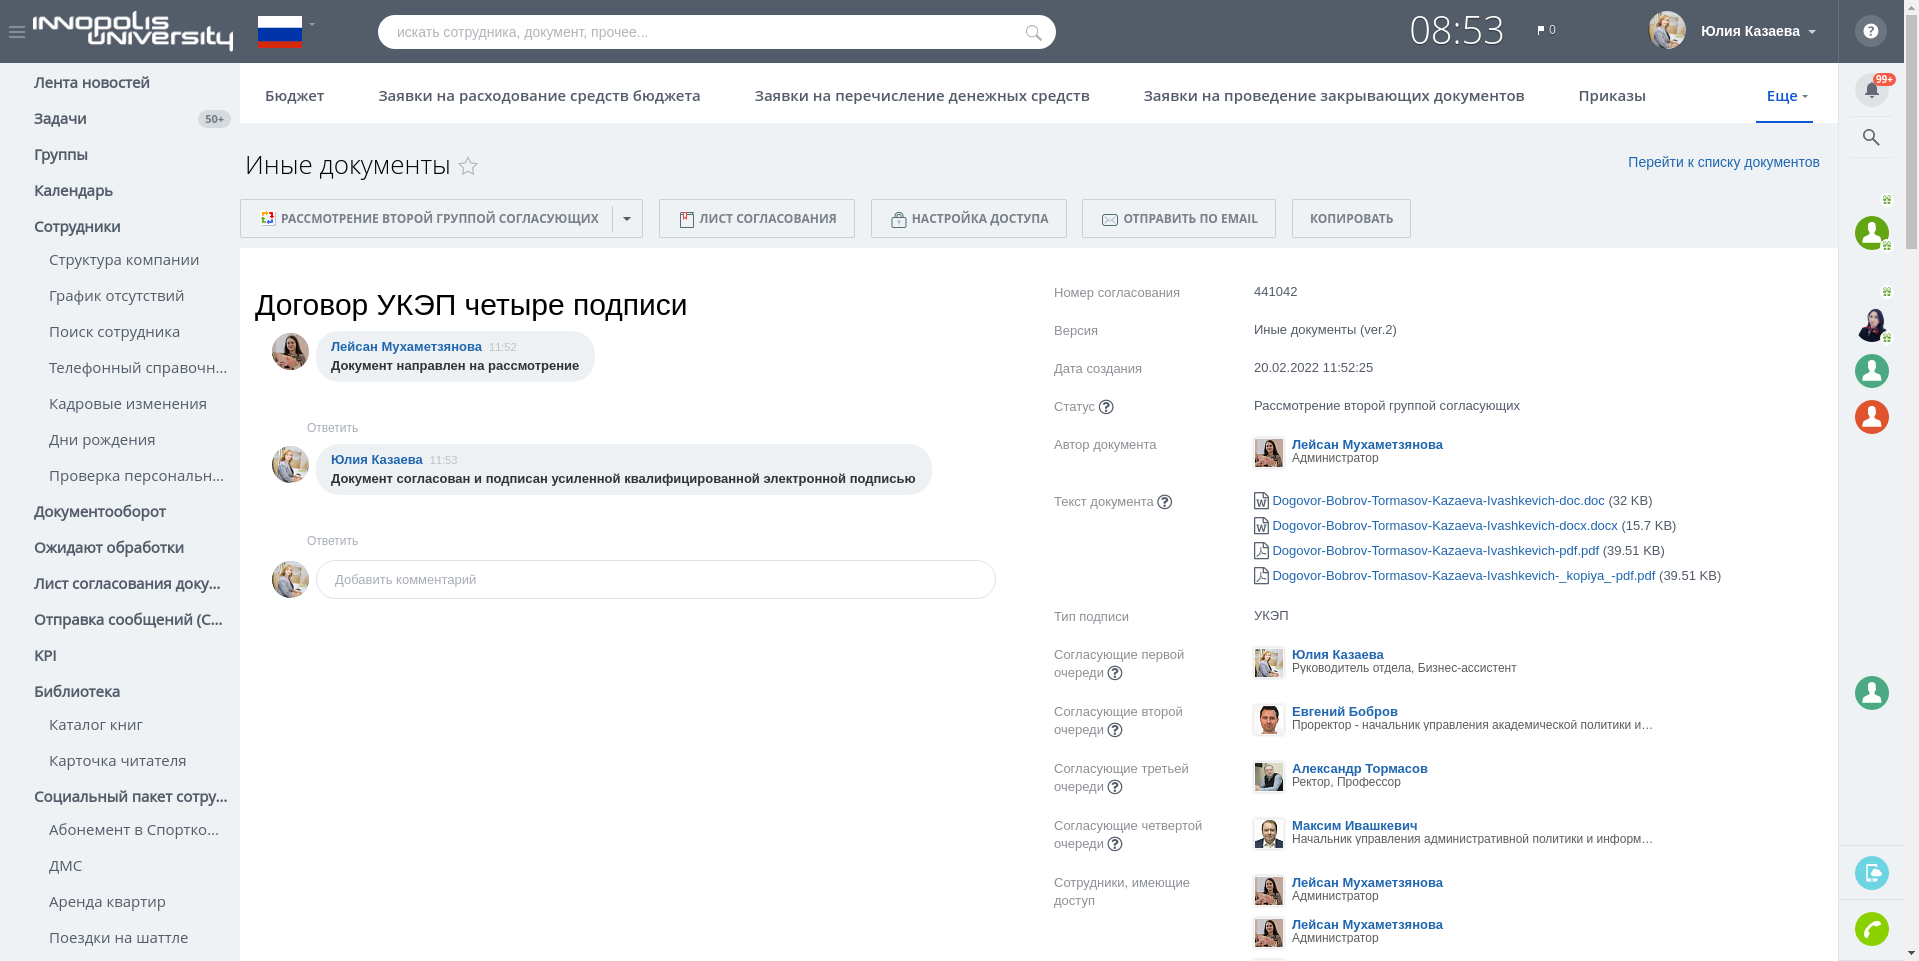 INNOPOLIS
UNIVERSITY
искать сотрудника, документ, прочее...
08:53
0
Юлия Казаева
?
Лента новостей
Задачи
50+
Группы
Календарь
Сотрудники
Структура компании
График отсутствий
Поиск сотрудника
Телефонный справочн...
Кадровые изменения
Дни рождения
Проверка персональн...
Документооборот
Ожидают обработки
Лист согласования доку...
Отправка сообщений (С...
KPI
Библиотека
Каталог книг
Карточка читателя
Социальный пакет сотру...
Абонемент в Спортко...
ДМС
Аренда квартир
Поездки на шаттле
Бюджет
Заявки на расходование средств бюджета
Заявки на перечисление денежных средств
Заявки на проведение закрывающих документов
Приказы
Еще
99+
Иные документы
Перейти к списку документов
РАССМОТРЕНИЕ ВТОРОЙ ГРУППОЙ СОГЛАСУЮЩИХ
ЛИСТ СОГЛАСОВАНИЯ
НАСТРОЙКА ДОСТУПА
ОТПРАВИТЬ ПО EMAIL
КОПИРОВАТЬ
Договор УКЭП четыре подписи
Лейсан Мухаметзянова 11:52
Документ направлен на рассмотрение
Ответить
Юлия Казаева 11:53
Документ согласован и подписан усиленной квалифицированной электронной подписью
Ответить
Добавить комментарий
Номер согласования
441042
Версия
Иные документы (ver.2)
Дата создания
20.02.2022 11:52:25
Статус ?
Рассмотрение второй группой согласующих
Автор документа
Лейсан Мухаметзянова
Администратор
Текст документа ?
Dogovor-Bobrov-Tormasov-Kazaeva-Ivashkevich-doc.doc (32 KB)
Dogovor-Bobrov-Tormasov-Kazaeva-Ivashkevich-docx.docx (15.7 KB)
Dogovor-Bobrov-Tormasov-Kazaeva-Ivashkevich-pdf.pdf (39.51 KB)
Dogovor-Bobrov-Tormasov-Kazaeva-Ivashkevich-_kopiya_-pdf.pdf (39.51 KB)
Тип подписи
УКЭП
Согласующие первой
очереди ?
Юлия Казаева
Руководитель отдела, Бизнес-ассистент
Согласующие второй
очереди ?
Евгений Бобров
Проректор - начальник управления академической политики и...
Согласующие третьей
очереди ?
Александр Тормасов
Ректор, Профессор
Согласующие четвертой
очереди ?
Максим Ивашкевич
Начальник управления административной политики и информ...
Сотрудники, имеющие
доступ
Лейсан Мухаметзянова
Администратор
Лейсан Мухаметзянова
Администратор